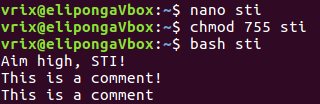 vrix@elipongaVbox:~$ nano sti
vrix@elipongaVbox:~$ chmod 755 sti
vrix@elipongaVbox:~$ bash sti
Aim high, STI!
This is a comment!
This is a comment